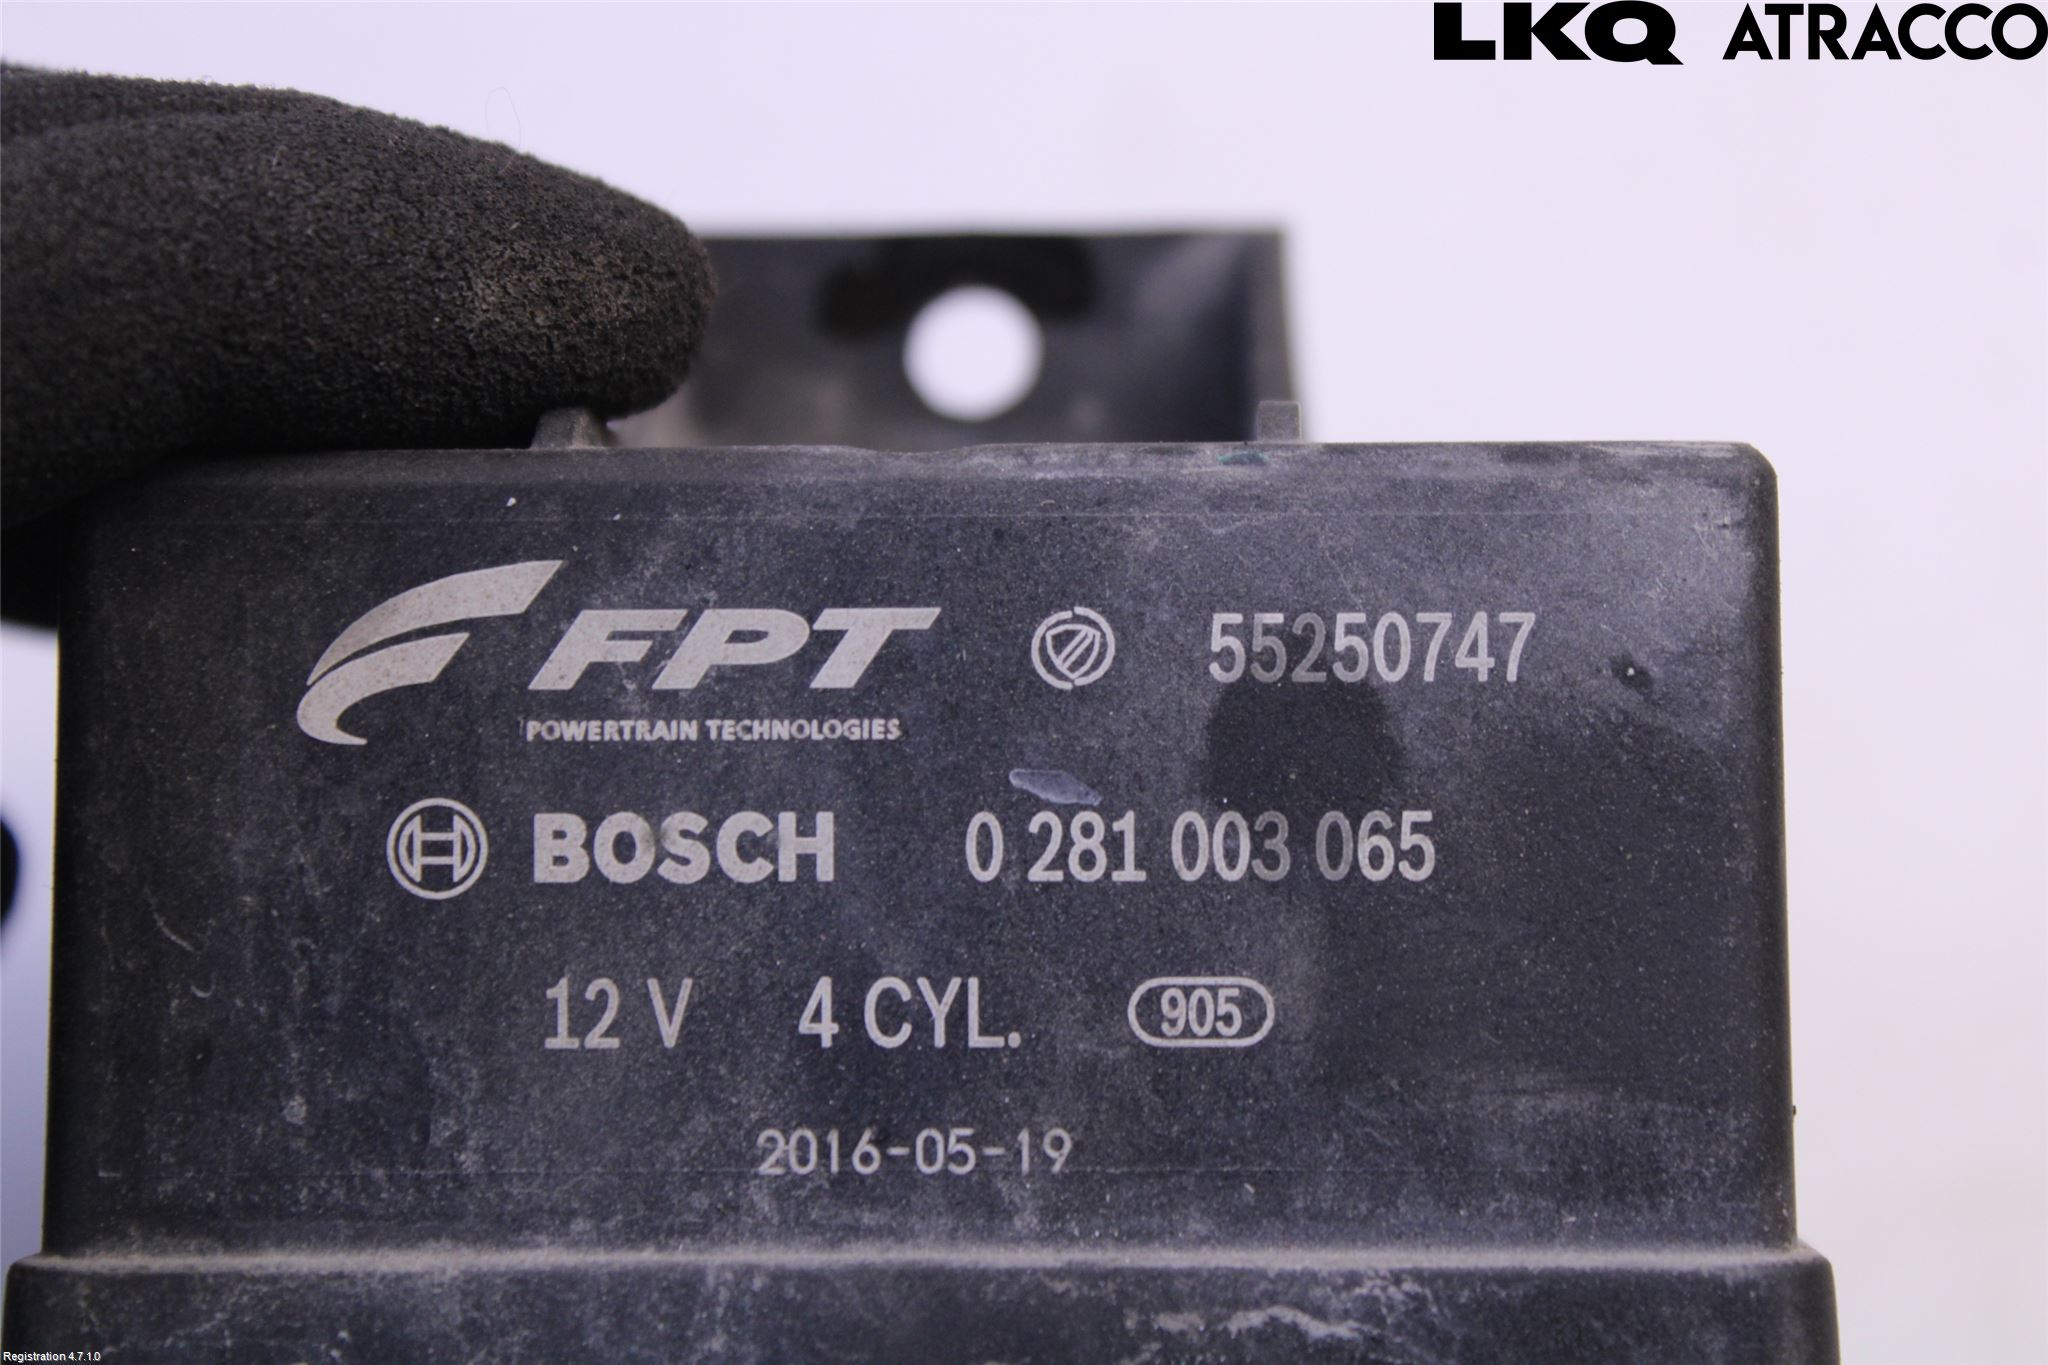 LKQ ATRACCO
FPT 55250747
POWERTRAIN TECHNOLOGIES
BOSCH 0 281 003 065
12 V 4 CYL. 905
2016-05-19
Registration 4.7.1.0